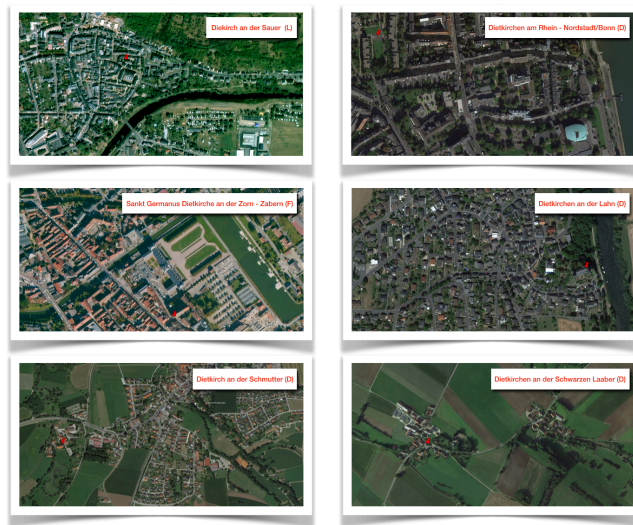 Diekirch an der Sauer (L)
Dietkirchen am Rhein - Nordstadt/Bonn (D)
Sankt Germanus Dietkirche an der Zorn - Zabern (F)
Dietkirchen an der Lahn (D)
Dietkirch an der Schmutter (D)
Dietkirchen an der Schwarzen Laaber (D)